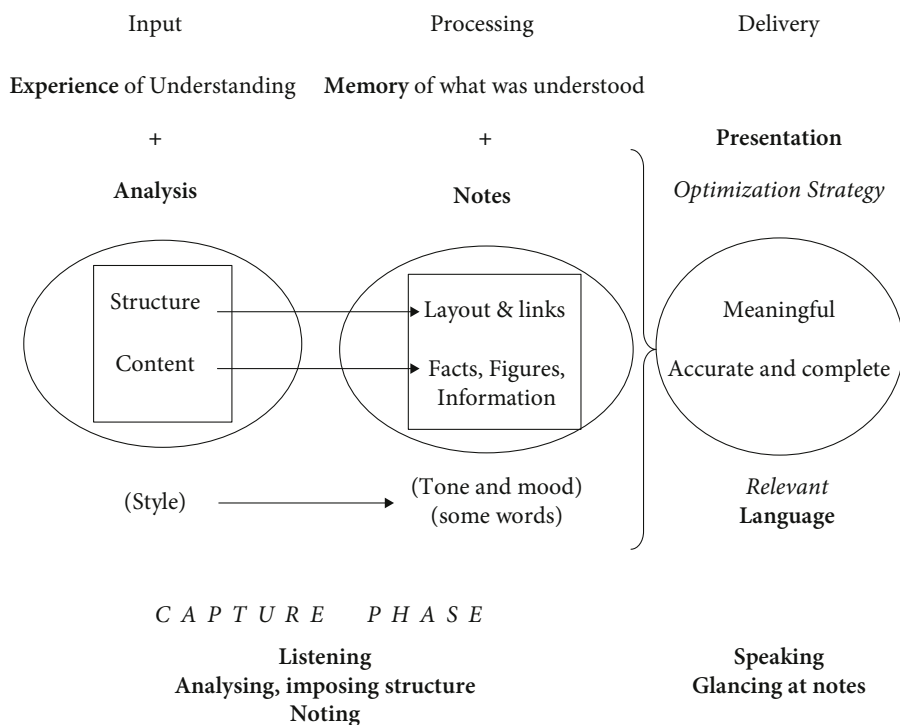 Input Processing Delivery
Experience of Understanding Memory of what was understood
+ +
Presentation
Analysis Notes
Optimization Strategy
Structure Layout & links Meaningful
Content Facts, Figures, Accurate and complete
Information
(Style) (Tone and mood) Relevant
(some words) Language
CAPTURE PHASE
Listening Speaking
Analysing, imposing structure Glancing at notes
Noting